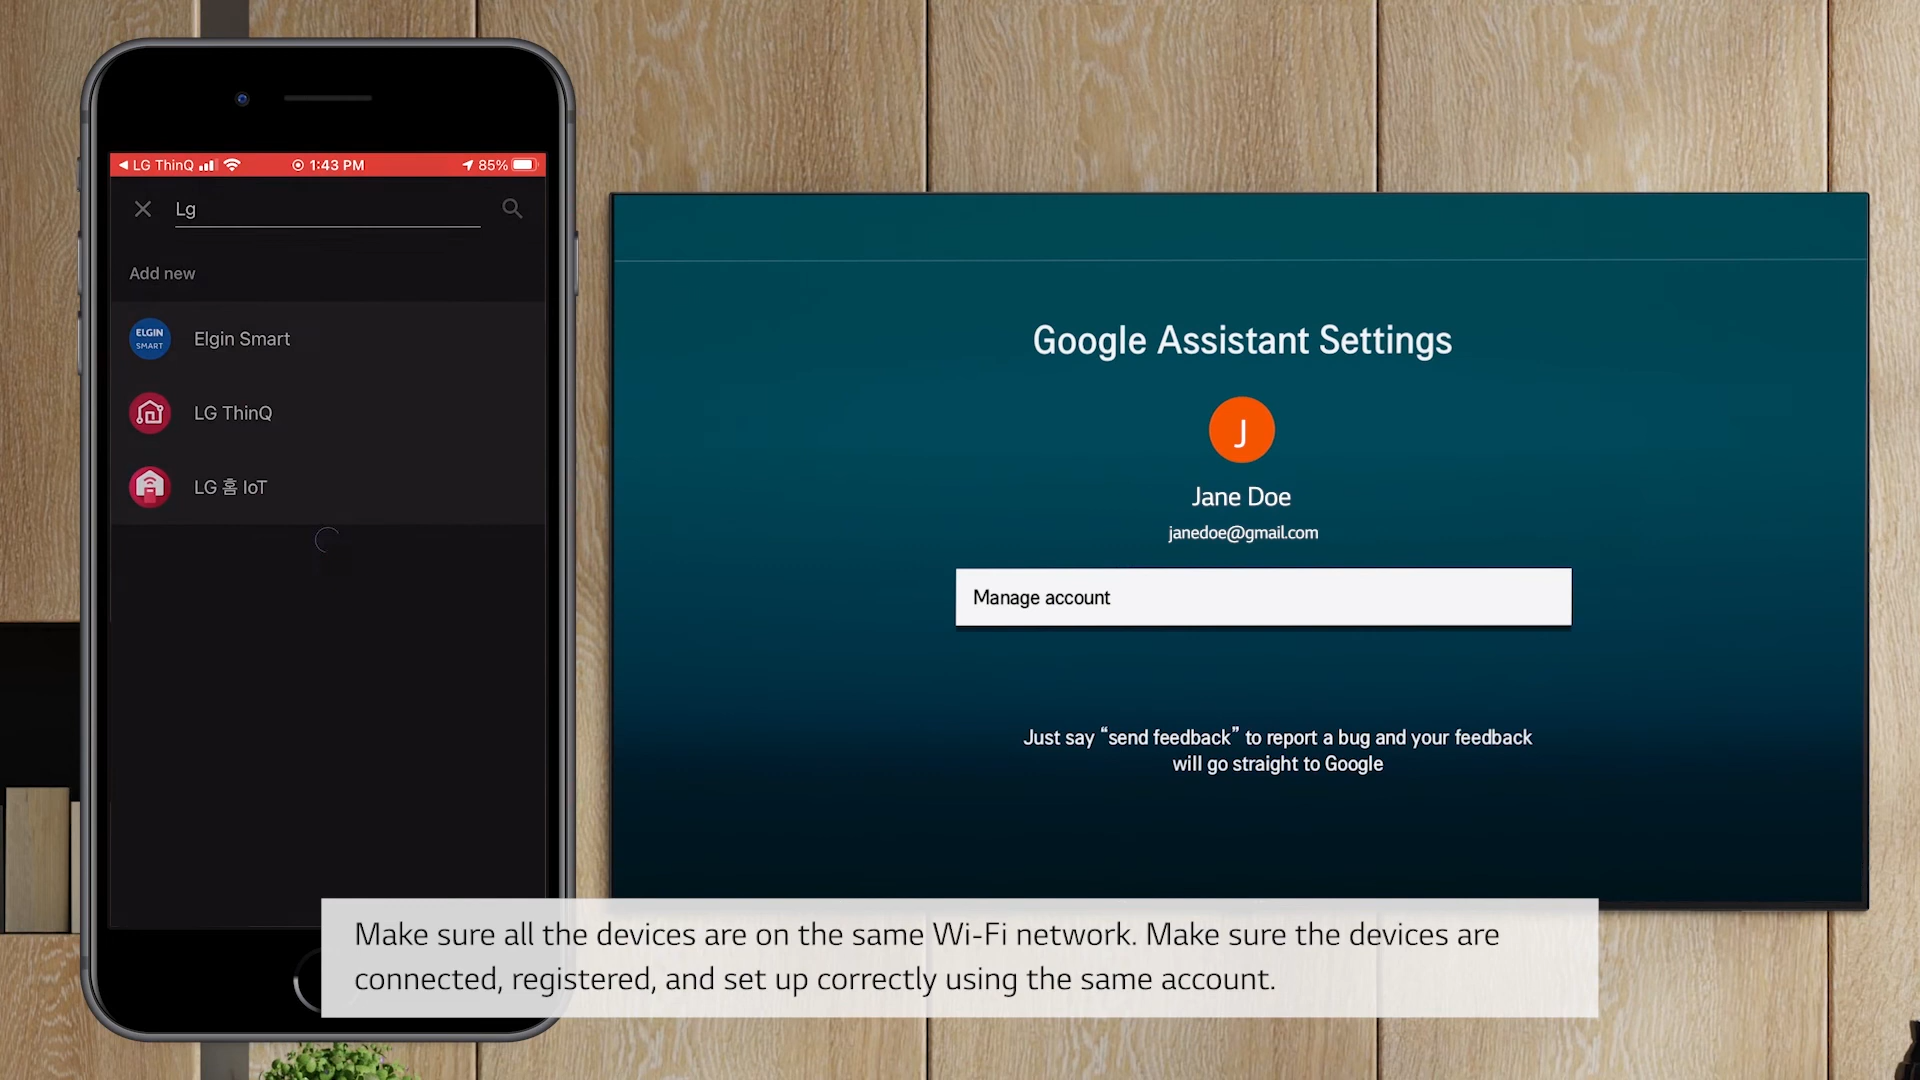 LG ThinQ
1:43 PM
85%
Lg
Add new
ELGIN
SMART
Elgin Smart
LG ThinQ
LG 홈 IoT
Google Assistant Settings
J
Jane Doe
janedoe@gmail.com
Manage account
Just say “send feedback” to report a bug and your feedback
will go straight to Google
Make sure all the devices are on the same Wi-Fi network. Make sure the devices are
connected, registered, and set up correctly using the same account.